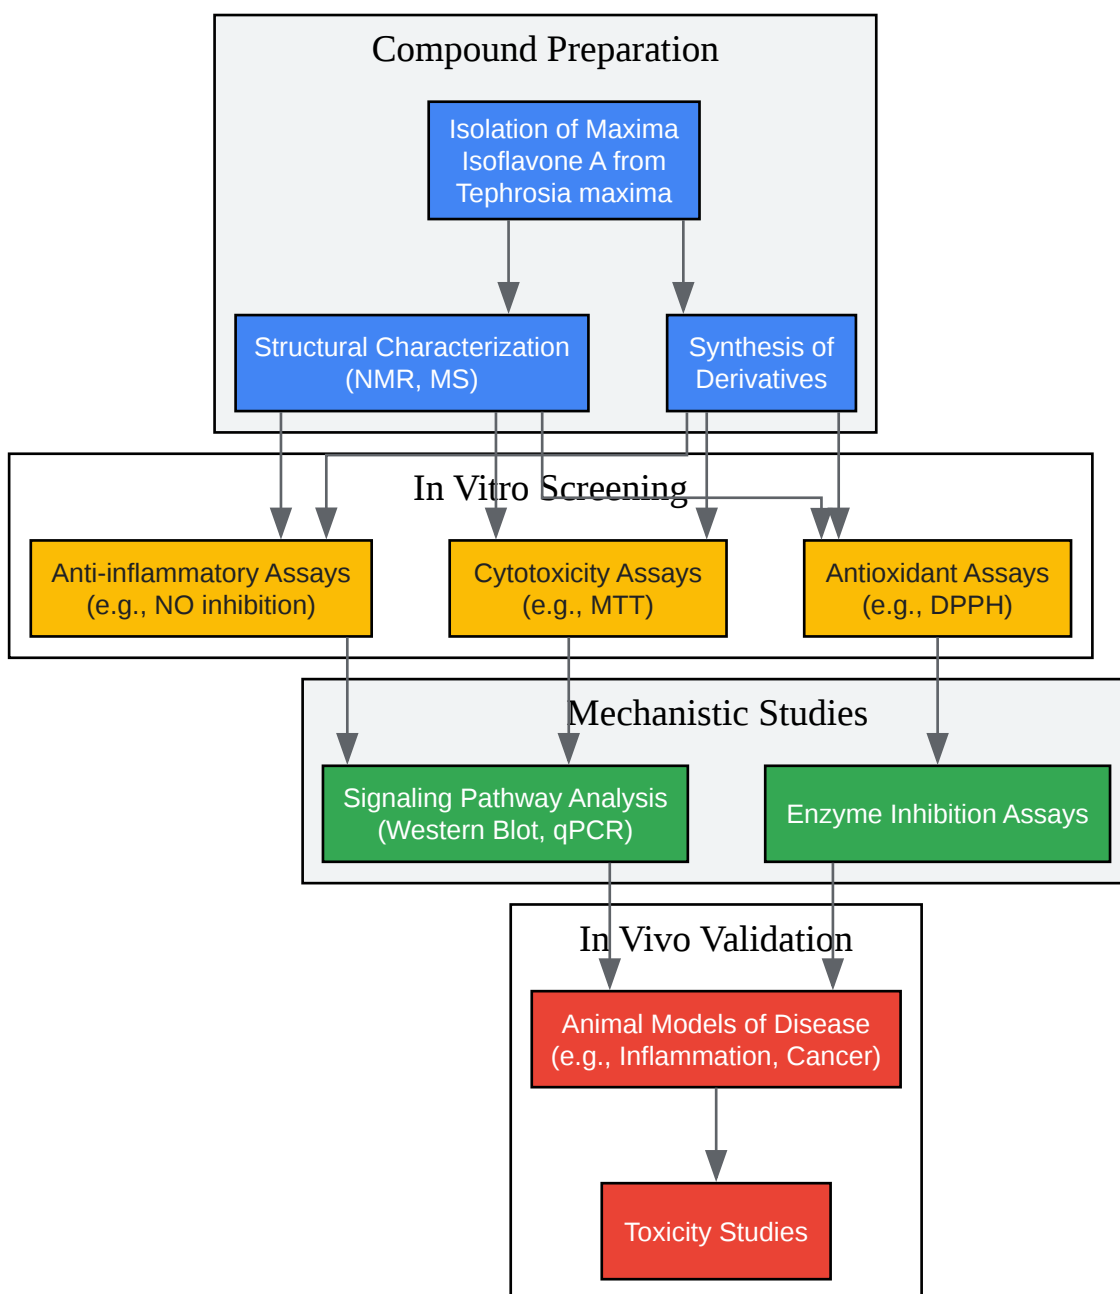 Compound Preparation
Isolation of Maxima
Isoflavone A from
Tephrosia maxima
Structural Characterization
(NMR, MS)
Synthesis of
Derivatives
In Vitro Screening
Anti-inflammatory Assays
(e.g., NO inhibition)
Cytotoxicity Assays
(e.g., MTT)
Antioxidant Assays
(e.g., DPPH)
Mechanistic Studies
Signaling Pathway Analysis
(Western Blot, qPCR)
Enzyme Inhibition Assays
In Vivo Validation
Animal Models of Disease
(e.g., Inflammation, Cancer)
Toxicity Studies